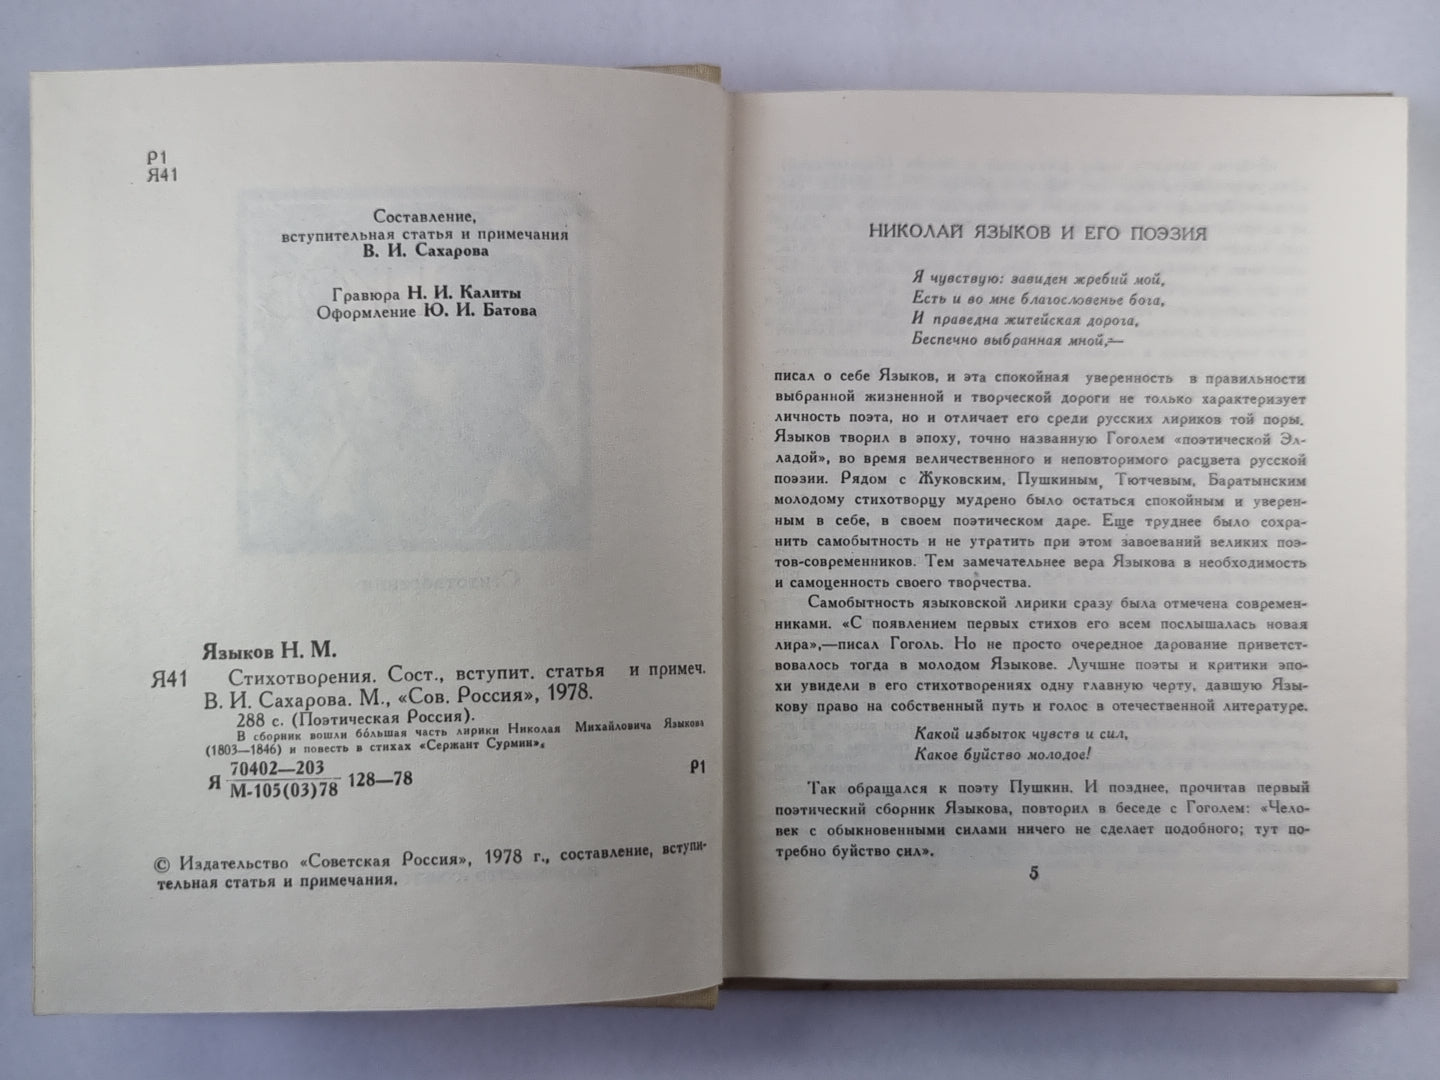 Р1
Я41
Составление,
вступительная статья и примечания
В. И. Сахарова
Гравюра Н. И. Калиты
Оформление Ю. И. Батова
Языков Н. М.
Я41 Стихотворения. Сост., вступит. статья и примеч.
В. И. Сахарова. М., «Сов. Россия», 1978.
288 с. (Поэтическая Россия).
В сборник вошли бо́льшая часть лирики Николая Михайловича Языкова
(1803—1846) и повесть в стихах «Сержант Сурмин».
Я 70402—203 128—78 Р1
М-105(03)78
© Издательство «Советская Россия», 1978 г., составление, вступи-
тельная статья и примечания.
НИКОЛАЙ ЯЗЫКОВ И ЕГО ПОЭЗИЯ
Я чувствую: завиден жребий мой,
Есть и во мне благословенье бога,
И праведна житейская дорога,
Беспечно выбранная мной,—
писал о себе Языков, и эта спокойная уверенность в правильности
выбранной жизненной и творческой дороги не только характеризует
личность поэта, но и отличает его среди русских лириков той поры.
Языков творил в эпоху, точно названную Гоголем «поэтической Эл-
ладой», во время величественного и неповторимого расцвета русской
поэзии. Рядом с Жуковским, Пушкиным, Тютчевым, Баратынским
молодому стихотворцу мудрено было остаться спокойным и уверен-
ным в себе, в своем поэтическом даре. Еще труднее было сохра-
нить самобытность и не утратить при этом завоеваний великих поэ-
тов-современников. Тем замечательнее вера Языкова в необходимость
и самоценность своего творчества.
Самобытность языковской лирики сразу была отмечена современ-
никами. «С появлением первых стихов его всем послышалась новая
лира»,—писал Гоголь. Но не просто очередное дарование приветст-
вовалось тогда в молодом Языкове. Лучшие поэты и критики эпо-
хи увидели в его стихотворениях одну главную черту, давшую Язы-
кову право на собственный путь и голос в отечественной литературе.
Какой избыток чувств и сил,
Какое буйство молодое!
Так обращался к поэту Пушкин. И позднее, прочитав первый
поэтический сборник Языкова, повторил в беседе с Гоголем: «Чело-
век с обыкновенными силами ничего не сделает подобного; тут по-
требно буйство сил».
5